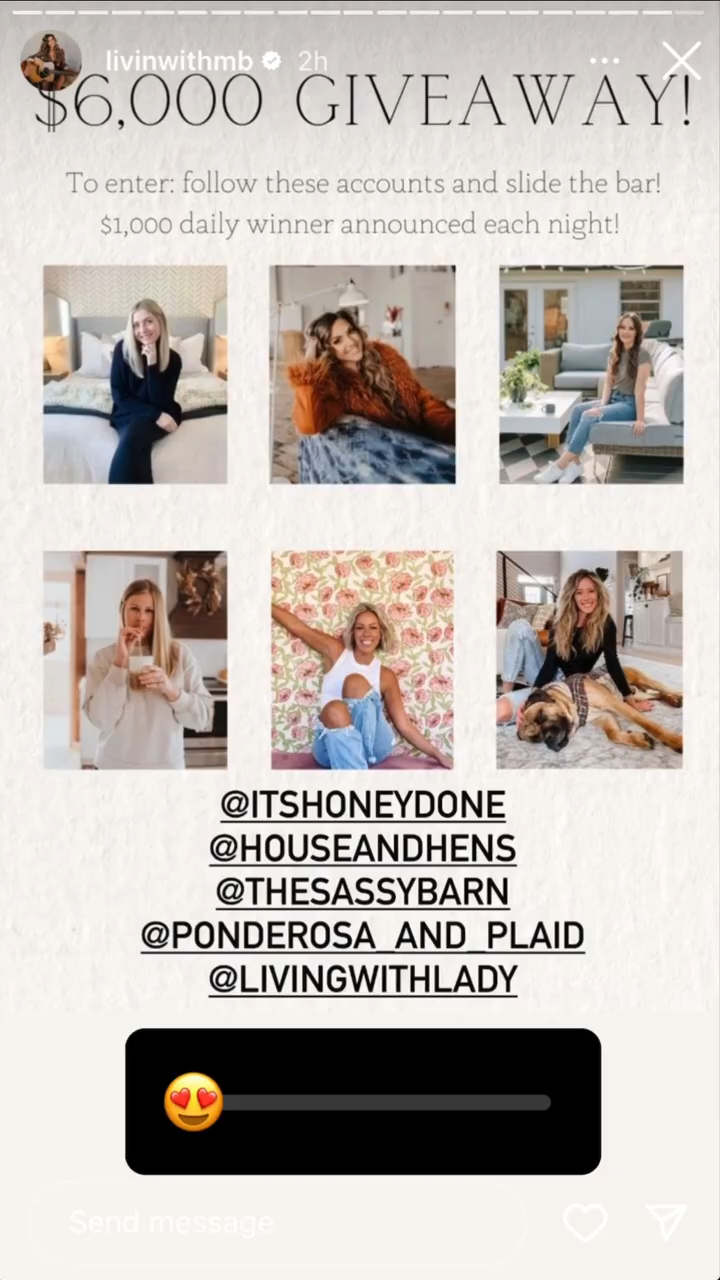 livinwithmb 2h
$6,000 GIVEAWAY!
To enter: follow these accounts and slide the bar!
$1,000 daily winner announced each night!
@ITSHONEYDONE
@HOUSEANDHENS
@THESASSYBARN
@PONDEROSA_AND_PLAID
@LIVINGWITHLADY
Send message